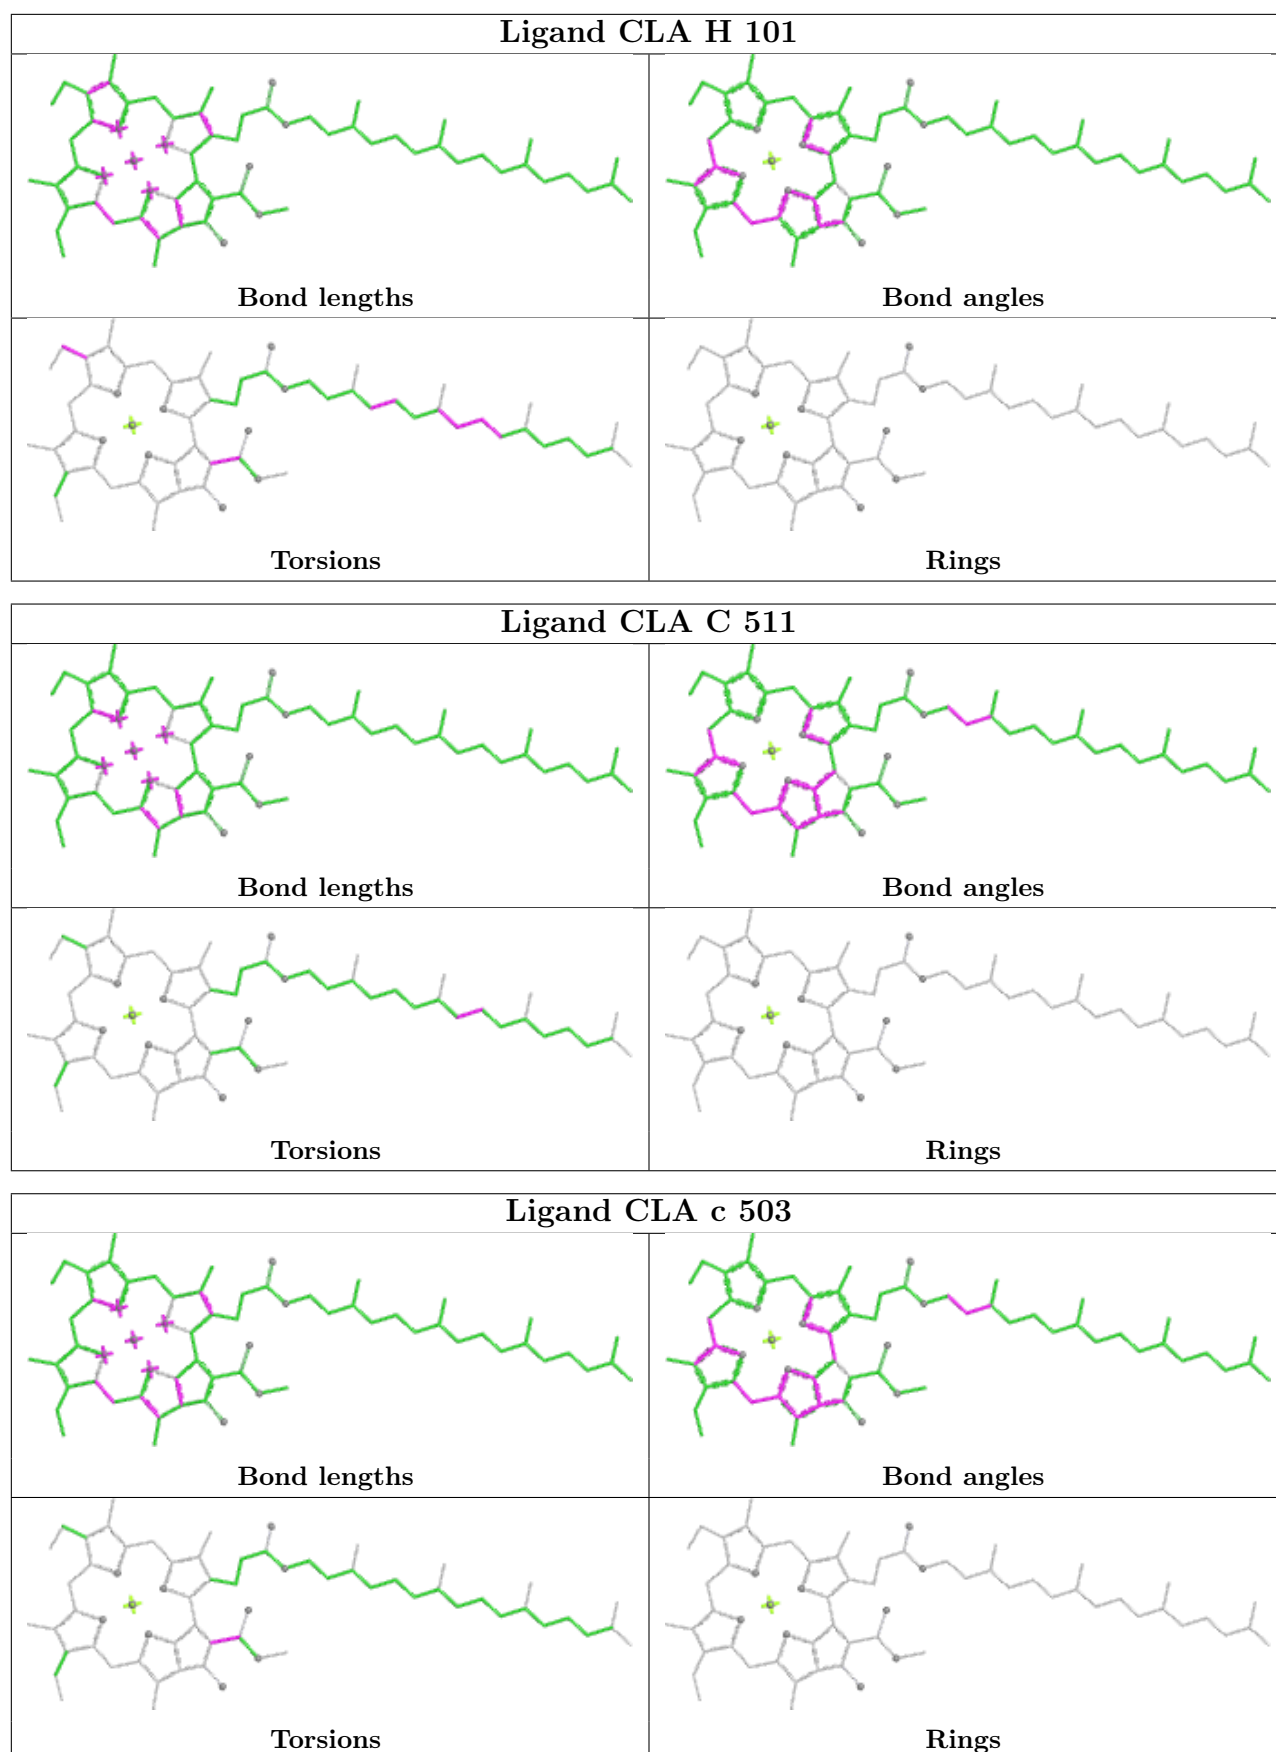 Ligand CLA H 101
Bond lengths
Bond angles
Torsions
Rings
Ligand CLA C 511
Bond lengths
Bond angles
Torsions
Rings
Ligand CLA c 503
Bond lengths
Bond angles
Torsions
Rings